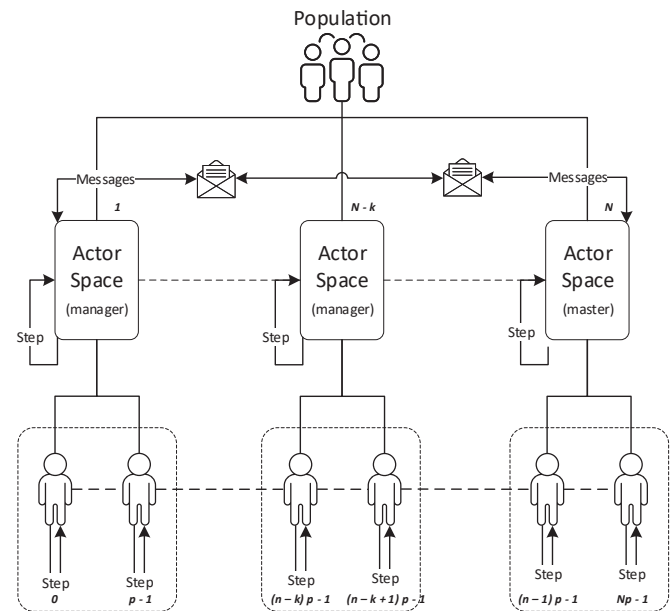 Population
Messages
Messages
1
N - k
N
Actor
Space
(manager)
Actor
Space
(manager)
Actor
Space
(master)
Step
Step
Step
Step
Step
Step
Step
Step
Step
0
p - 1
(n – k) p - 1
(n – k +1) p - 1
(n – 1) p - 1
Np - 1